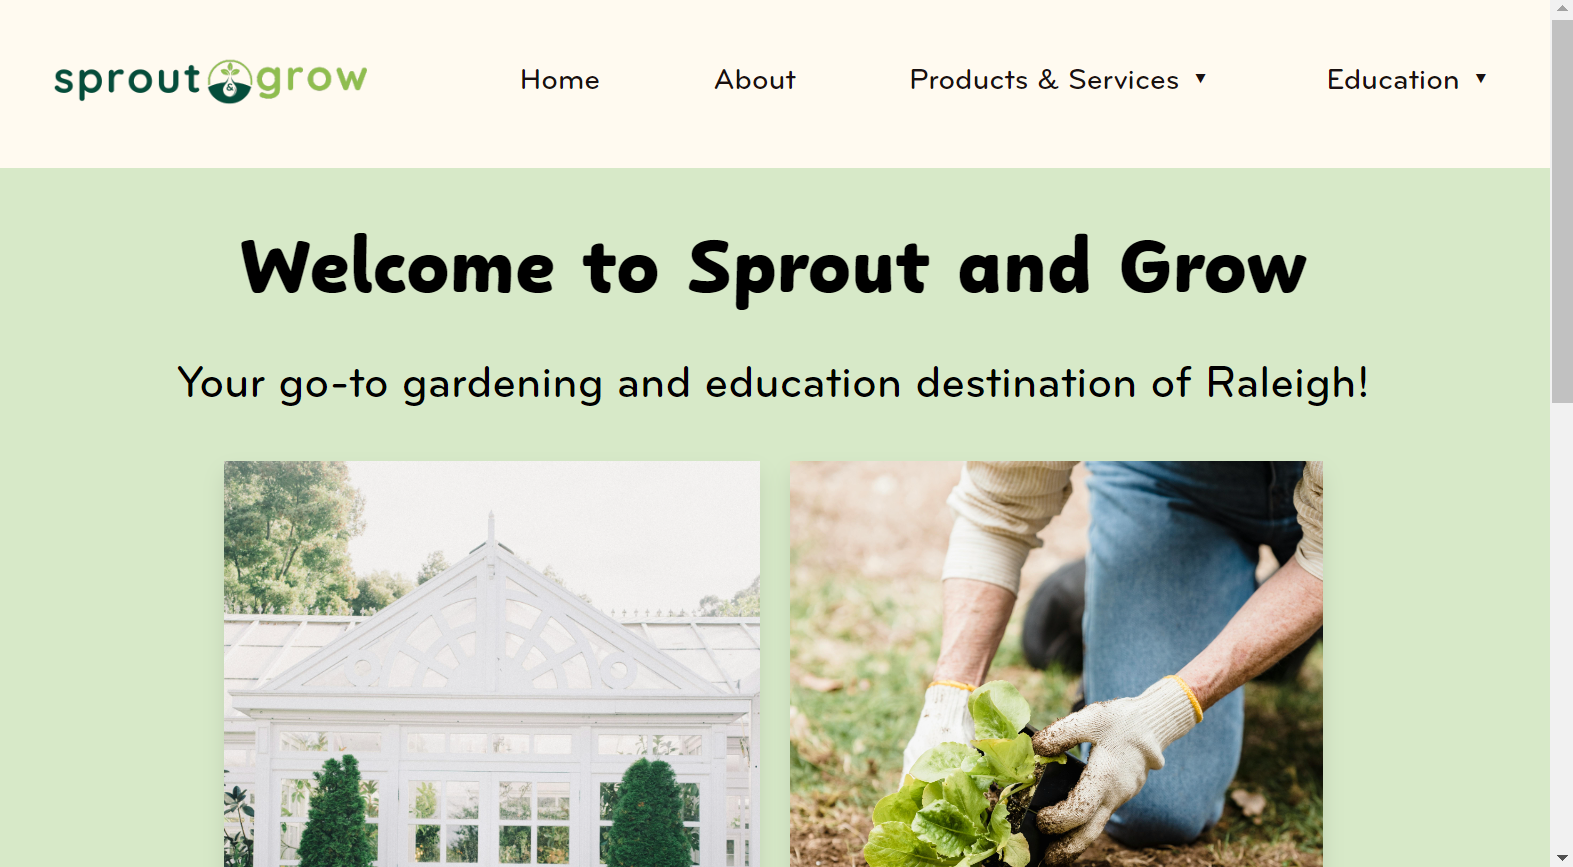 sprout & grow
Home
About
Products & Services ▼
Education ▼
Welcome to Sprout and Grow
Your go-to gardening and education destination of Raleigh!